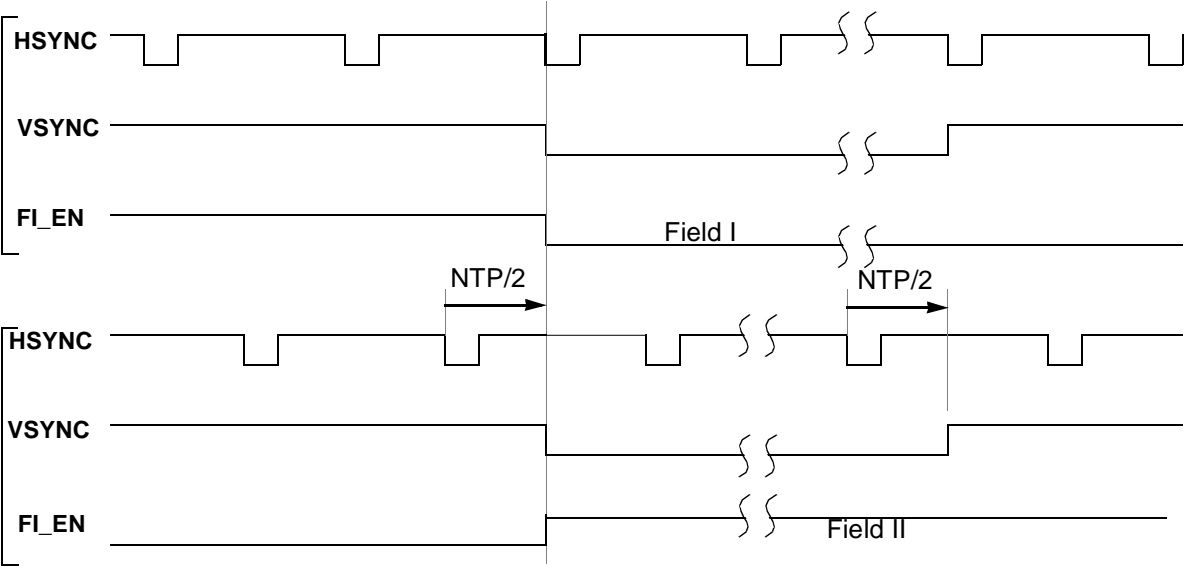 HSYNC
VSYNC
FI_EN
Field I
NTP/2
NTP/2
HSYNC
VSYNC
FI_EN
Field II